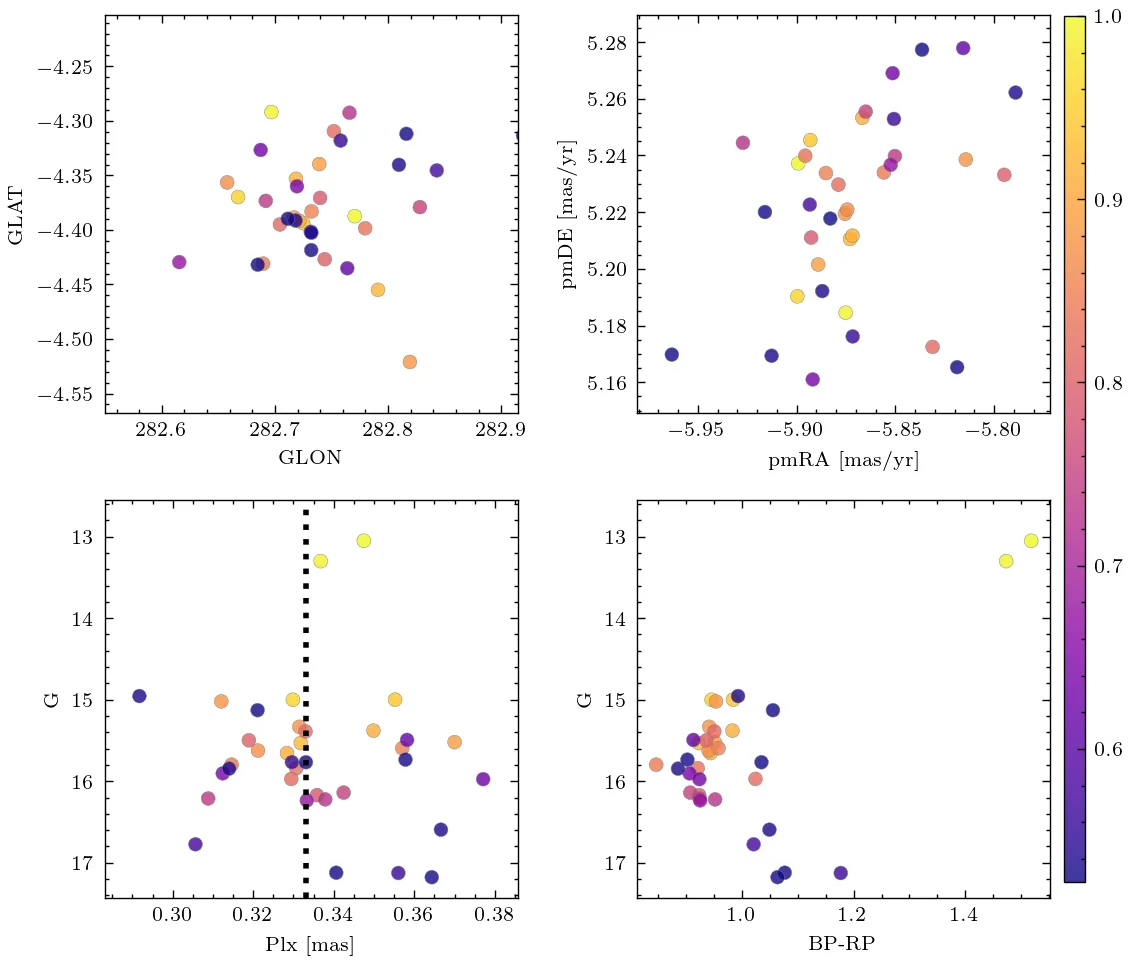 −4.25
−4.30
−4.35
−4.40
−4.45
−4.50
−4.55
GLAT
282.6 282.7 282.8 282.9
GLON
5.28
5.26
5.24
5.22
5.20
5.18
5.16
pmDE [mas/yr]
−5.95 −5.90 −5.85 −5.80
pmRA [mas/yr]
1.0
0.9
0.8
0.7
0.6
13
14
15
16
17
G
0.30 0.32 0.34 0.36 0.38
Plx [mas]
13
14
15
16
17
G
1.0 1.2 1.4
BP-RP